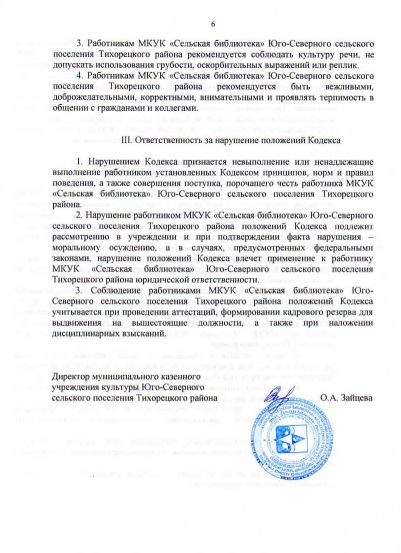 6
3. Работникам МКУК «Сельская библиотека» Юго-Северного сельского
поселения Тихорецкого района рекомендуется соблюдать культуру речи, не
допускать использования грубости, оскорбительных выражений или реплик.
4. Работникам МКУК «Сельская библиотека» Юго-Северного сельского
поселения Тихорецкого района рекомендуется быть вежливыми,
доброжелательными, корректными, внимательными и проявлять терпимость в
общении с гражданами и коллегами.
III. Ответственность за нарушение положений Кодекса
1. Нарушением Кодекса признается невыполнение или ненадлежащие
выполнение работником установленных Кодексом принципов, норм и правил
поведения, а также совершения поступка, порочащего честь работника МКУК
«Сельская библиотека» Юго-Северного сельского поселения Тихорецкого
района.
2. Нарушение работником МКУК «Сельская библиотека» Юго-Северного
сельского поселения Тихорецкого района положений Кодекса подлежит
рассмотрению в учреждении и при подтверждении факта нарушения –
моральному осуждению, а в случаях, предусмотренных федеральными
законами, нарушение положений Кодекса влечет применение к работнику
МКУК «Сельская библиотека» Юго-Северного сельского поселения
Тихорецкого района юридической ответственности.
3. Соблюдение работниками МКУК «Сельская библиотека» Юго-
Северного сельского поселения Тихорецкого района положений Кодекса
учитывается при проведении аттестаций, формировании кадрового резерва для
выдвижения на вышестоящие должности, а также при наложении
дисциплинарных взысканий.
Директор муниципального казенного
учреждения культуры Юго-Северного
сельского поселения Тихорецкого района О.А. Зайцева